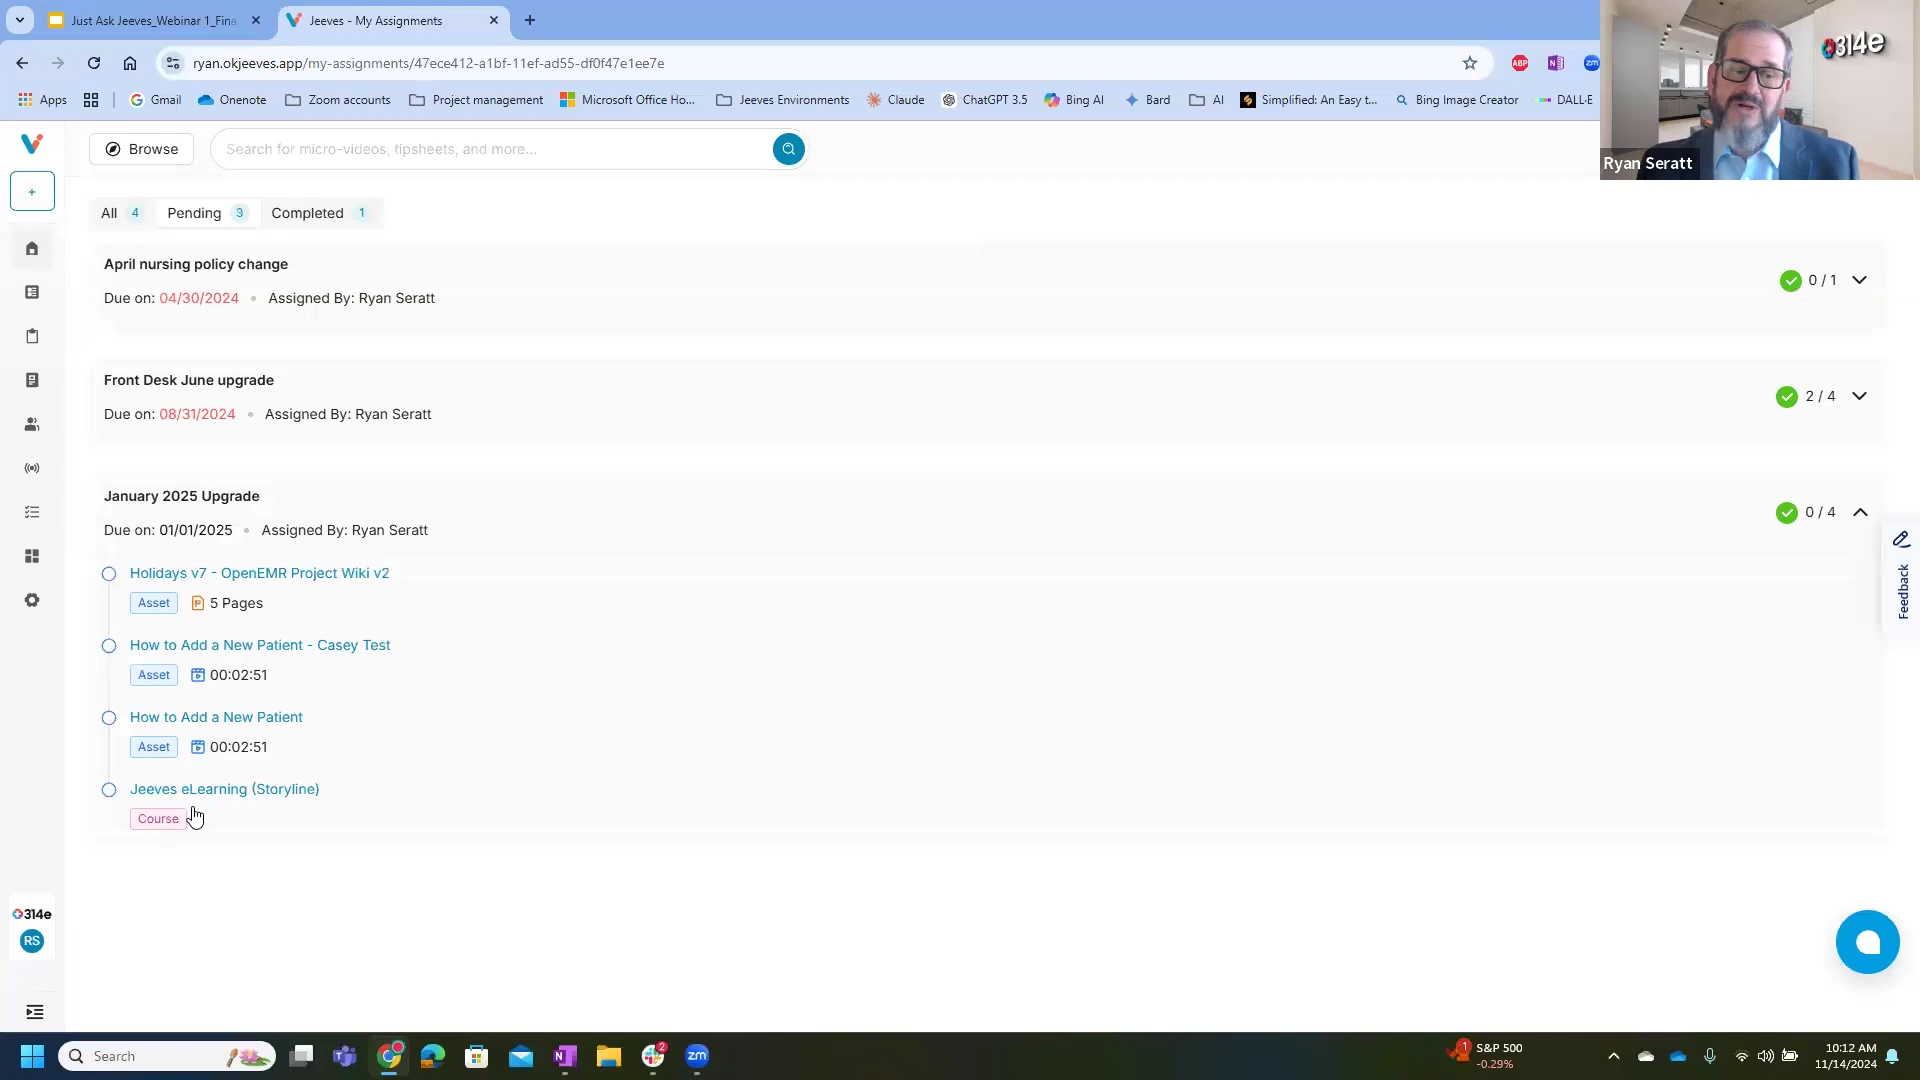 Just Ask Jeeves_Webinar 1_Fina
Jeeves - My Assignments
ryan.okjeeves.app/my-assignments/47ece412-a1bf-11ef-ad55-df0f47e1ee7e
ABP
N
zm
Apps
Gmail
Onenote
Zoom accounts
Project management
Microsoft Office Ho...
Jeeves Environments
Claude
ChatGPT 3.5
Bing AI
Bard
AI
Simplified: An Easy t...
Bing Image Creator
DALL·E
314e
Ryan Seratt
Browse
Search for micro-videos, tipsheets, and more...
All 4
Pending 3
Completed 1
April nursing policy change
Due on: 04/30/2024 • Assigned By: Ryan Seratt
0 / 1
Front Desk June upgrade
Due on: 08/31/2024 • Assigned By: Ryan Seratt
2 / 4
January 2025 Upgrade
Due on: 01/01/2025 • Assigned By: Ryan Seratt
0 / 4
Holidays v7 - OpenEMR Project Wiki v2
Asset 5 Pages
How to Add a New Patient - Casey Test
Asset 00:02:51
How to Add a New Patient
Asset 00:02:51
Jeeves eLearning (Storyline)
Course
Feedback
314e
RS
Search
2
zm
1
S&P 500
-0.29%
10:12 AM
11/14/2024